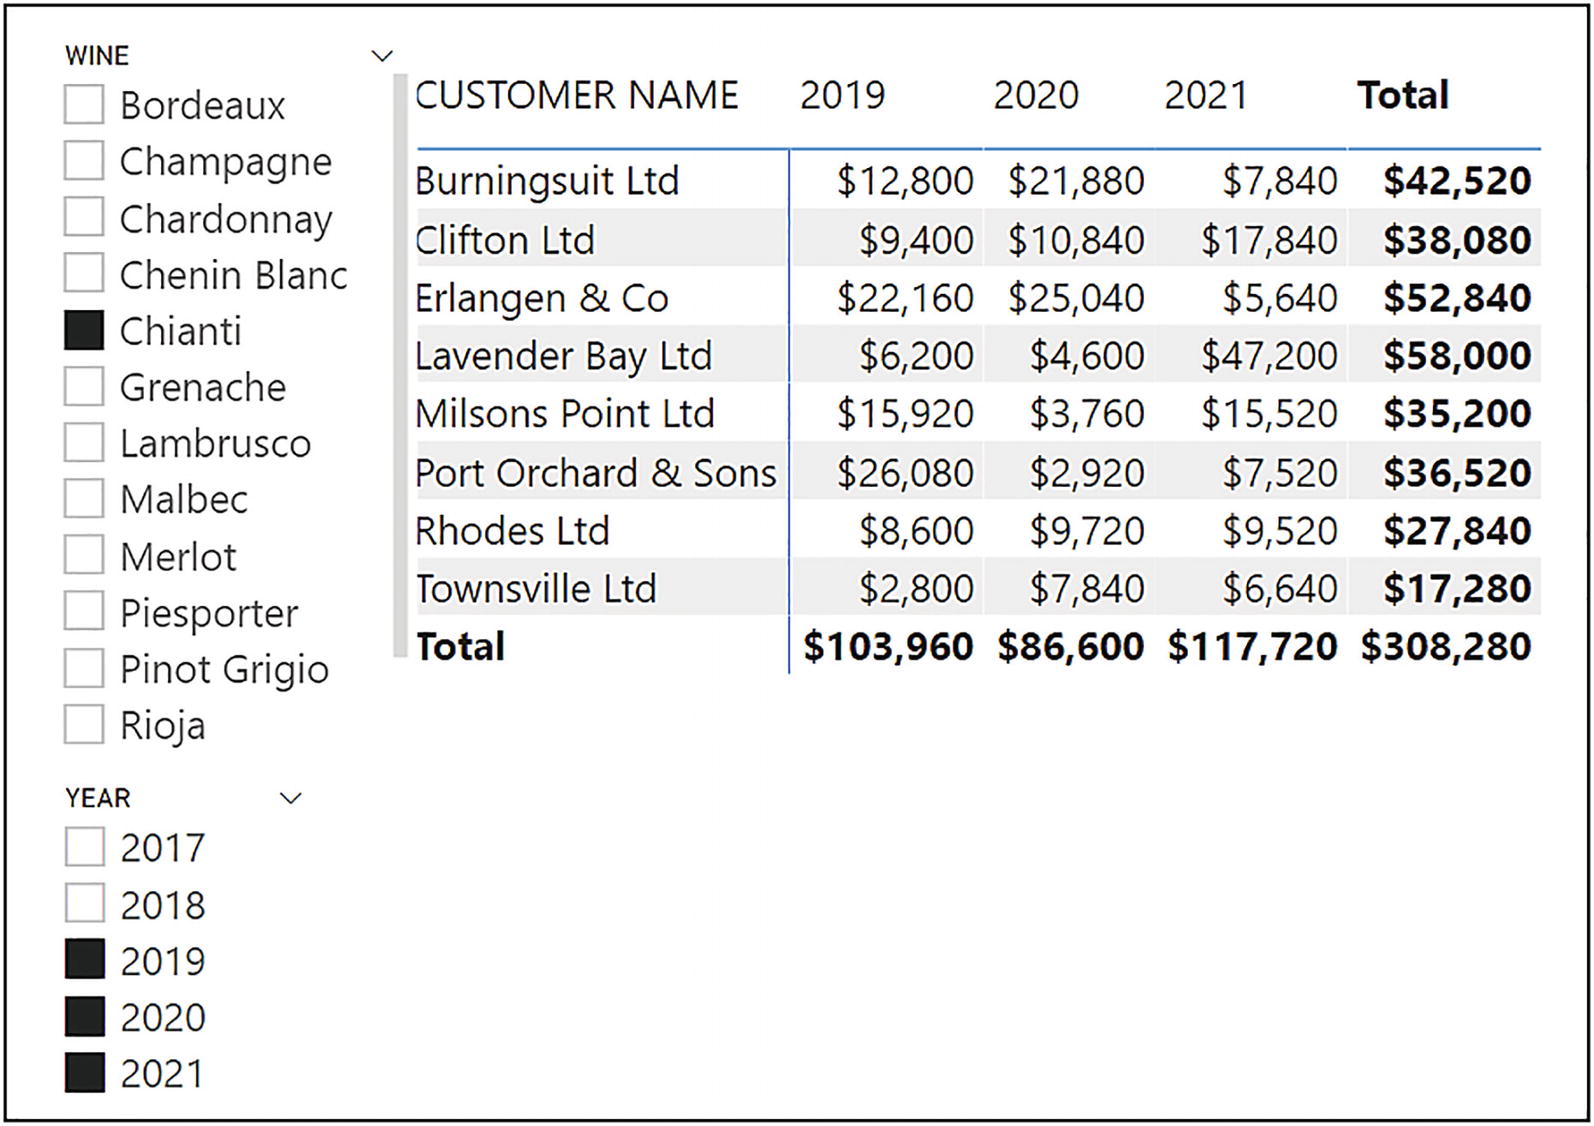 WINE
Bordeaux
Champagne
Chardonnay
Chenin Blanc
Chianti
Grenache
Lambrusco
Malbec
Merlot
Piesporter
Pinot Grigio
Rioja
YEAR
2017
2018
2019
2020
2021
CUSTOMER NAME 2019 2020 2021 Total
Burningsuit Ltd $12,800 $21,880 $7,840 $42,520
Clifton Ltd $9,400 $10,840 $17,840 $38,080
Erlangen & Co $22,160 $25,040 $5,640 $52,840
Lavender Bay Ltd $6,200 $4,600 $47,200 $58,000
Milsons Point Ltd $15,920 $3,760 $15,520 $35,200
Port Orchard & Sons $26,080 $2,920 $7,520 $36,520
Rhodes Ltd $8,600 $9,720 $9,520 $27,840
Townsville Ltd $2,800 $7,840 $6,640 $17,280
Total $103,960 $86,600 $117,720 $308,280